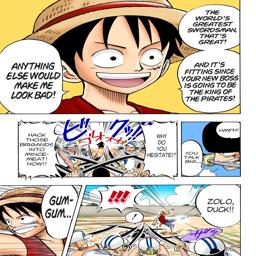 THE
WORLD'S
GREATEST
SWORDSMAN,
THAT'S
GREAT!
ANYTHING
ELSE WOULD
MAKE ME
LOOK BAD!
AND IT'S
FITTING SINCE
YOUR NEW BOSS
IS GOING TO BE
THE KING OF
THE PIRATES!
HMPH!
YOU
TALK
BIG...
WHY
DO
YOU
HESITATE!?
HACK
THOSE
BRIGANDS
INTO
MINCE-
MEAT!
NOW!!
ZOLO,
DUCK!!
!!!
!
GUM-
GUM...